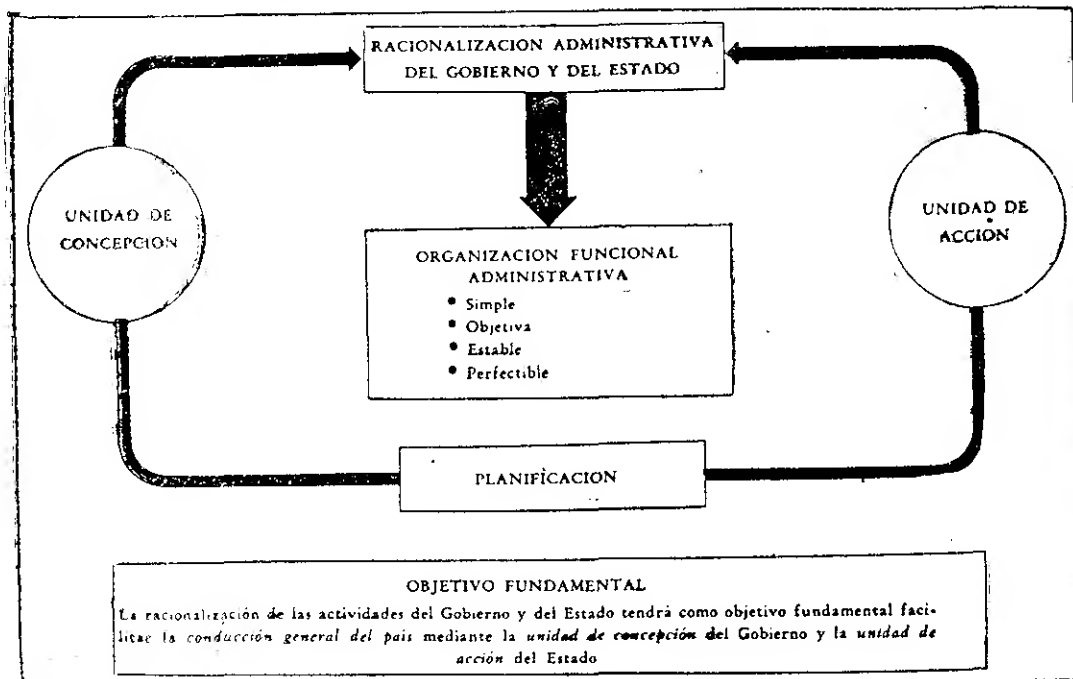 RACIONALIZACION ADMINISTRATIVA
DEL GOBIERNO Y DEL ESTADO
UNIDAD DE
CONCEPCION
UNIDAD DE
ACCION
ORGANIZACION FUNCIONAL
ADMINISTRATIVA
• Simple
• Objetiva
• Estable
• Perfectible
PLANIFICACION
OBJETIVO FUNDAMENTAL
La racionalización de las actividades del Gobierno y del Estado tendrá como objetivo fundamental faci-
litae la conducción general del pais mediante la unidad de concepción del Gobierno y la unidad de
acción del Estado